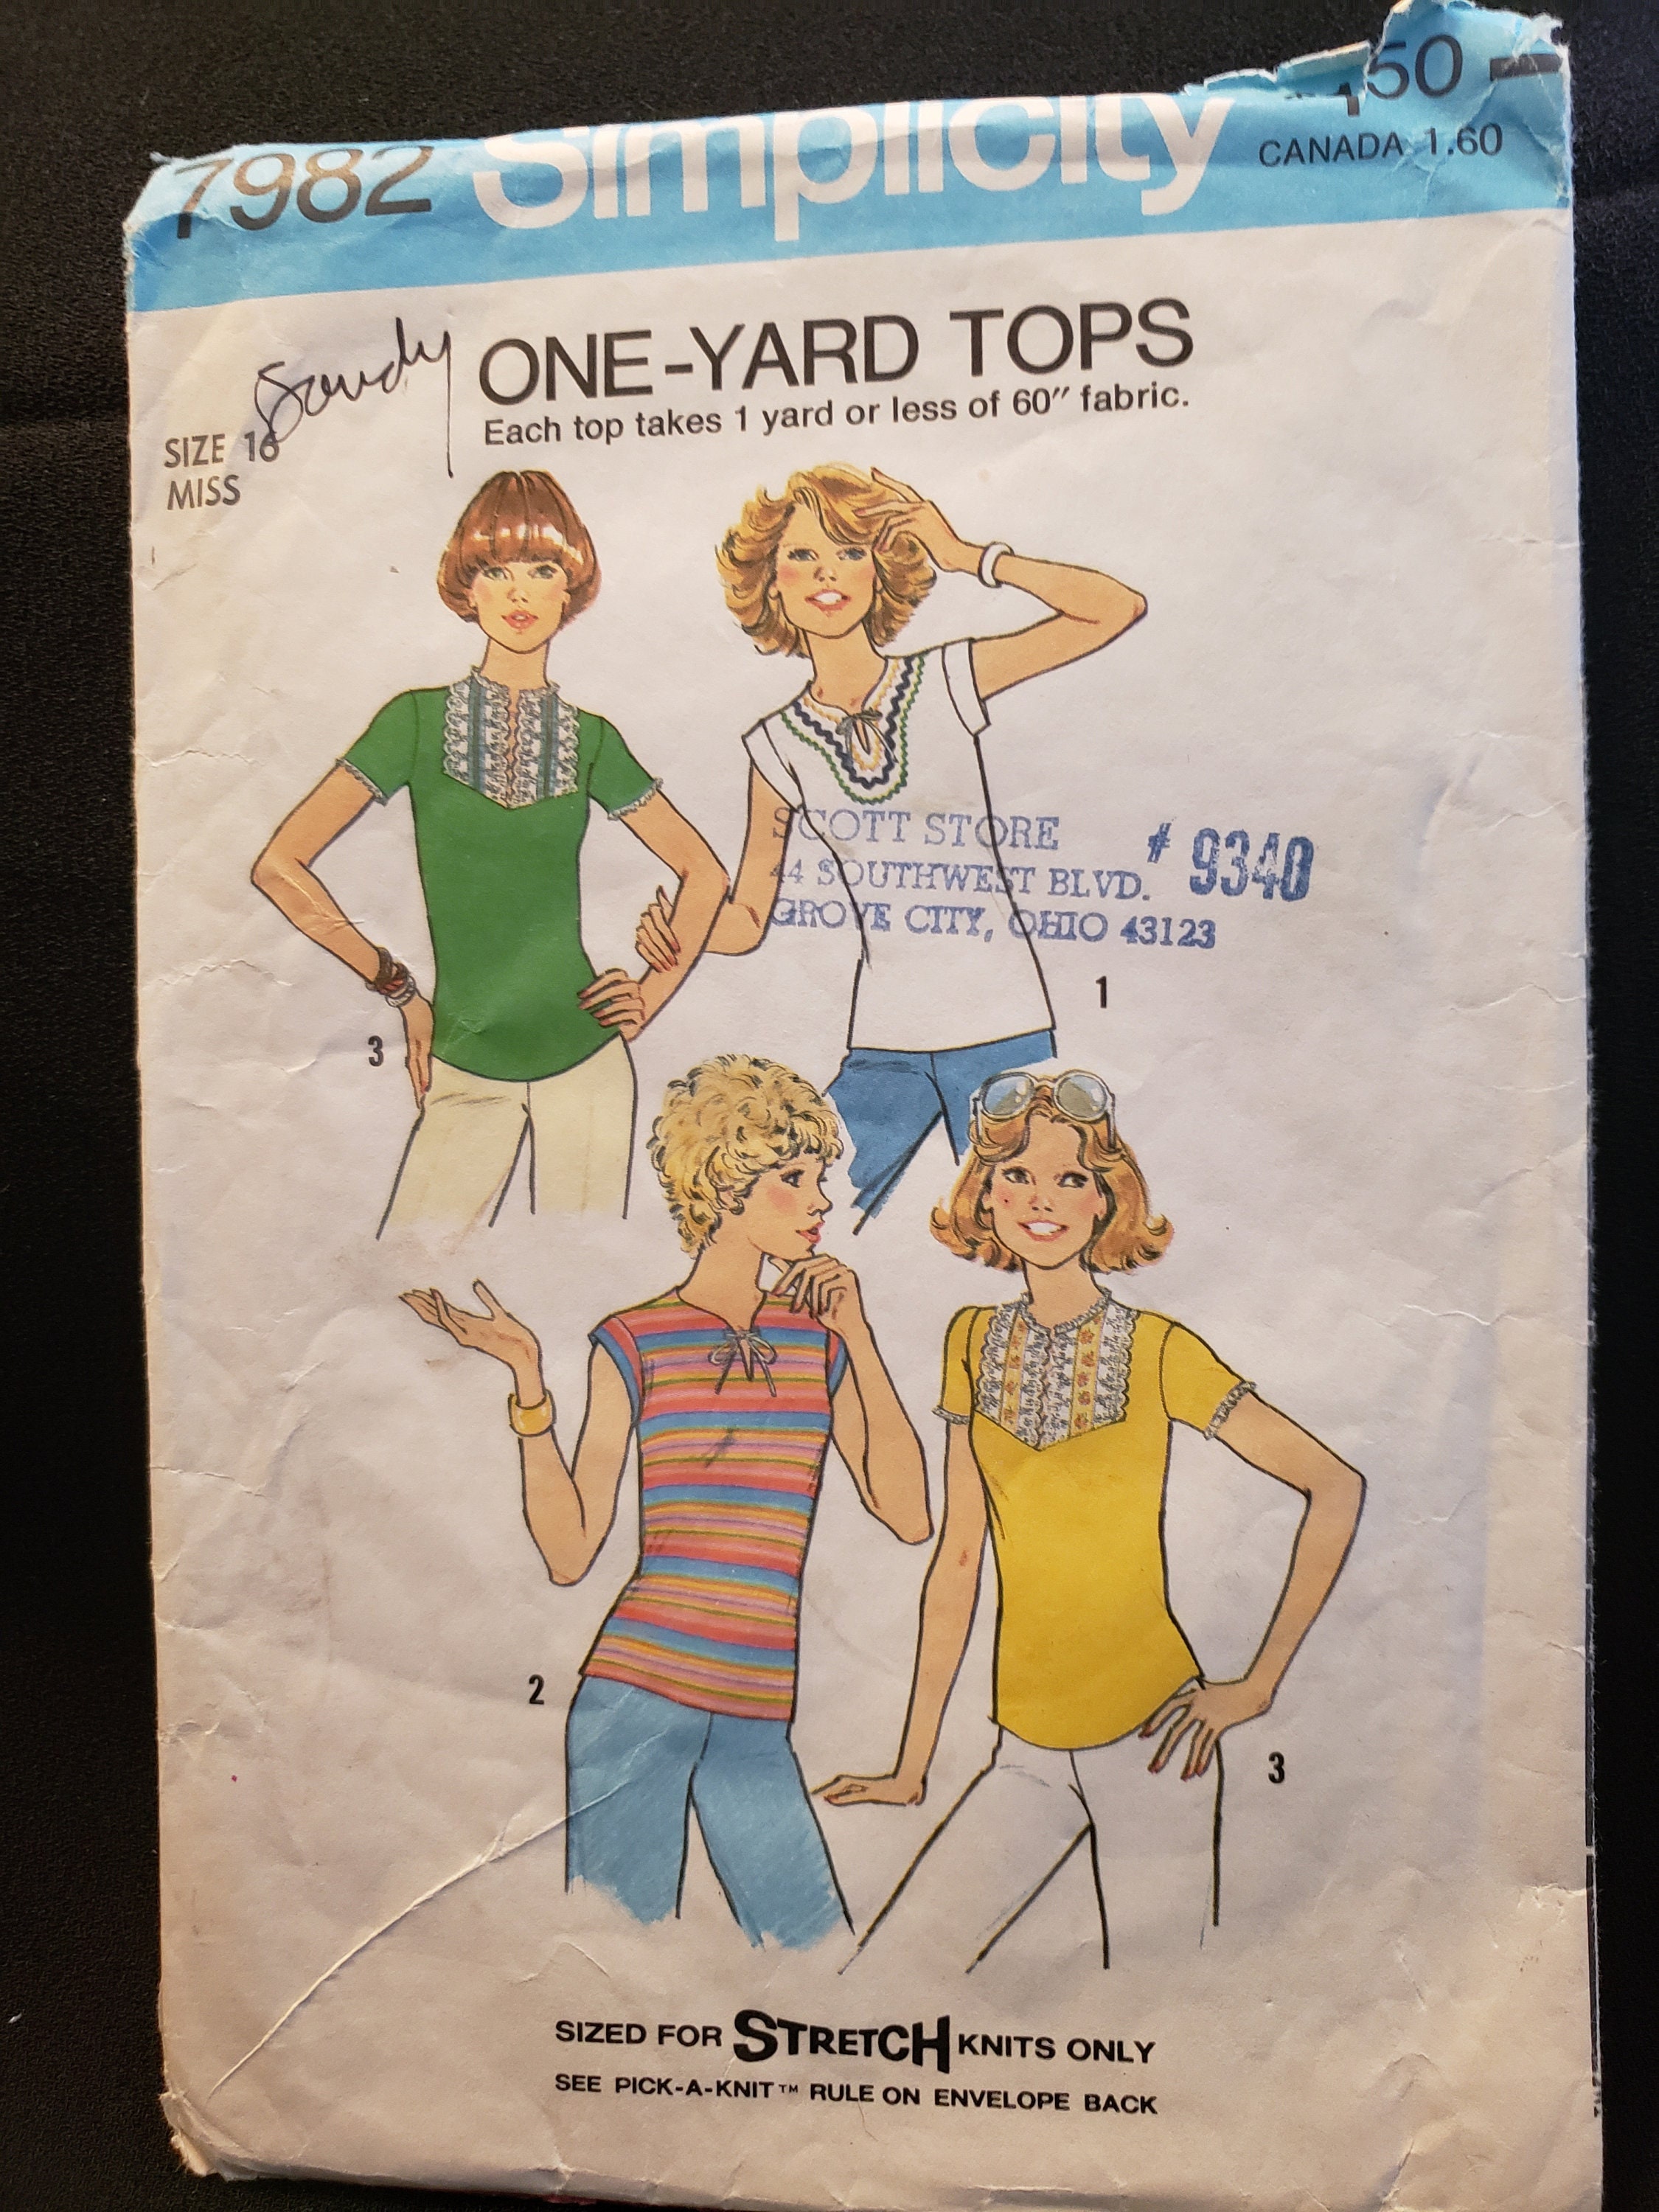 7982 Simplicity
.50
CANADA 1.60
Sandy
ONE-YARD TOPS
Each top takes 1 yard or less of 60″ fabric.
SIZE 16
MISS
SCOTT STORE # 9340
44 SOUTHWEST BLVD.
GROVE CITY, OHIO 43123
1
3
2
3
SIZED FOR STRETCH KNITS ONLY
SEE PICK-A-KNIT™ RULE ON ENVELOPE BACK